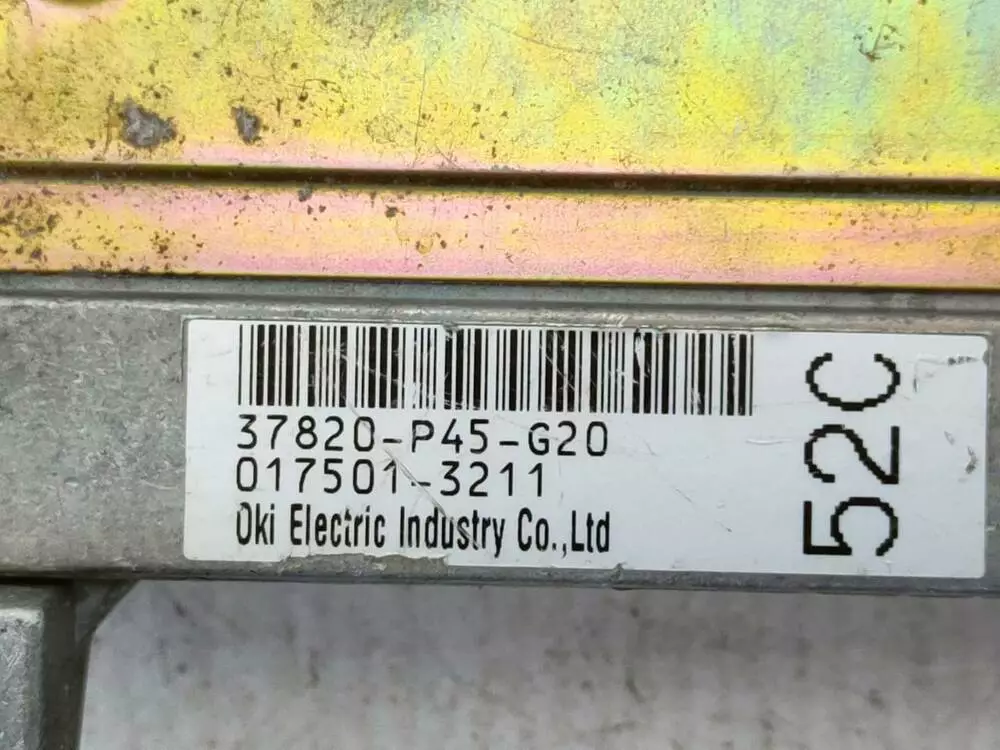 37820-P45-G20
017501-3211
Oki Electric Industry Co.,Ltd
52C